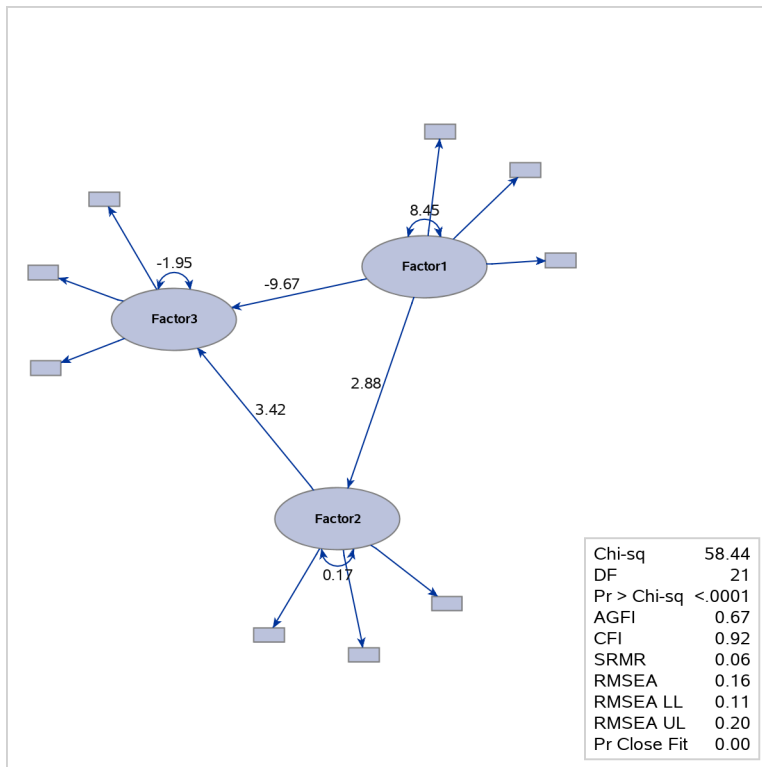 8.45
-1.95
Factor1
-9.67
Factor3
2.88
3.42
Factor2
0.17
Chi-sq 58.44
DF 21
Pr > Chi-sq <.0001
AGFI 0.67
CFI 0.92
SRMR 0.06
RMSEA 0.16
RMSEA LL 0.11
RMSEA UL 0.20
Pr Close Fit 0.00